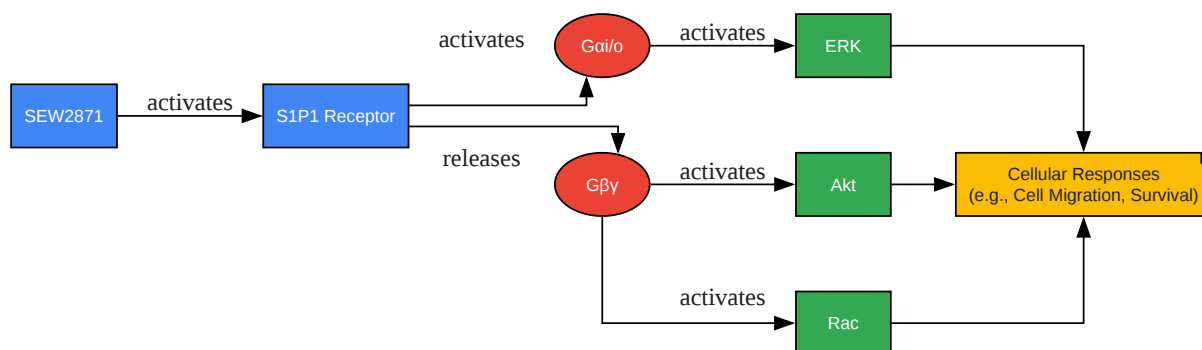 activates
Gαi/o
activates
ERK
SEW2871
activates
S1P1 Receptor
releases
Gβγ
activates
Akt
Cellular Responses
(e.g., Cell Migration, Survival)
activates
Rac